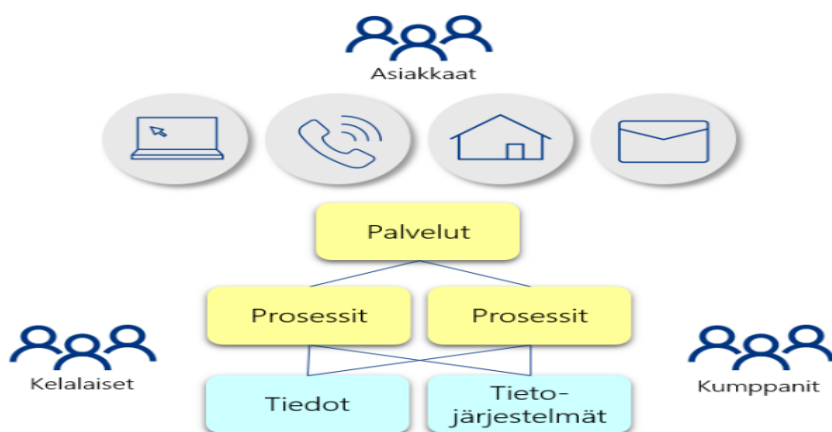 Asiakkaat
Palvelut
Prosessit
Prosessit
Kelalaiset
Kumppanit
Tiedot
Tieto-
järjestelmät